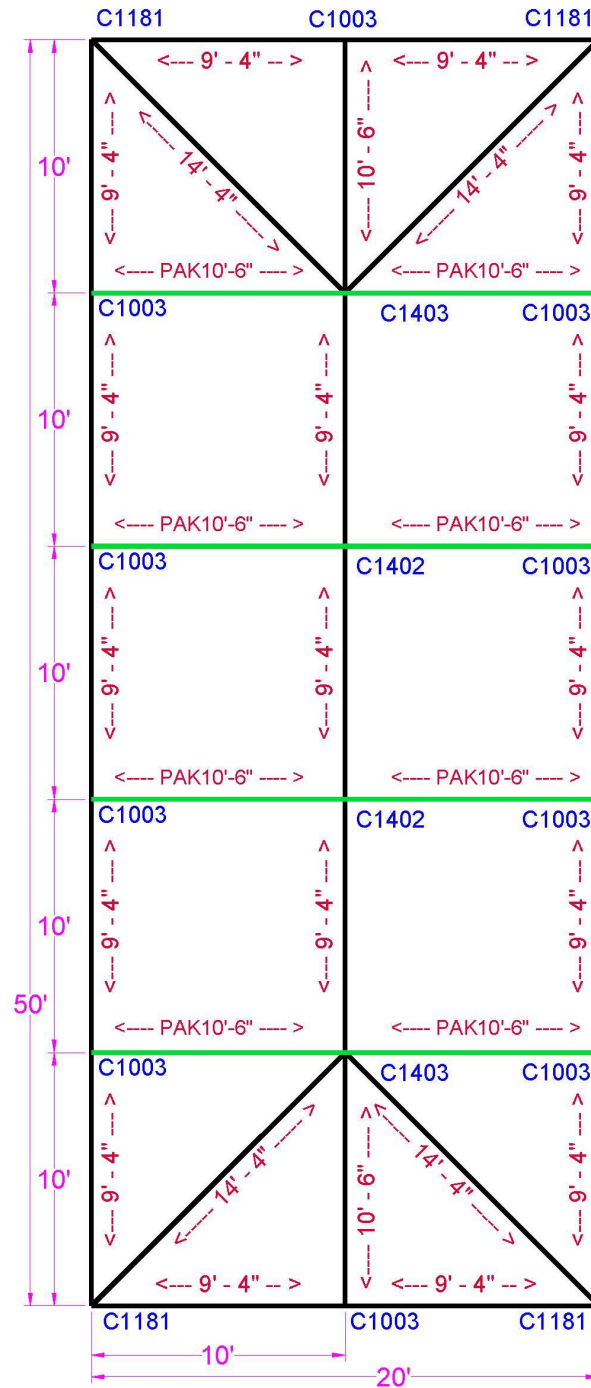 C1181 C1003 C1181
<--- 9' - 4" --- > <--- 9' - 4" --- >
10' <---- 9' - 4" ----> <---- 14' - 4" ----> <---- 10' - 6" ----> <---- 14' - 4" ----> <---- 9' - 4" ---->
<---- PAK10'-6" ---- > <---- PAK10'-6" ---- >
C1003 C1403 C1003
10' <---- 9' - 4" ----> <---- 9' - 4" ----> <---- 9' - 4" ---->
<---- PAK10'-6" ---- > <---- PAK10'-6" ---- >
C1003 C1402 C1003
10' <---- 9' - 4" ----> <---- 9' - 4" ----> <---- 9' - 4" ---->
<---- PAK10'-6" ---- > <---- PAK10'-6" ---- >
C1003 C1402 C1003
10' <---- 9' - 4" ----> <---- 9' - 4" ----> <---- 9' - 4" ---->
50'
<---- PAK10'-6" ---- > <---- PAK10'-6" ---- >
C1003 C1403 C1003
10' <---- 9' - 4" ----> <---- 14' - 4" ----> <---- 10' - 6" ----> <---- 14' - 4" ----> <---- 9' - 4" ---->
<--- 9' - 4" --- > <--- 9' - 4" --- >
C1181 C1003 C1181
10'
20'